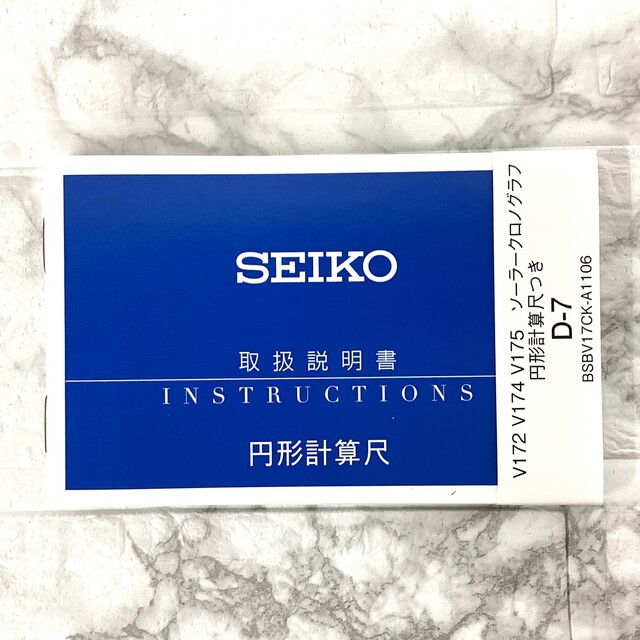 SEIKO
取扱説明書
INSTRUCTIONS
円形計算尺
V172 V174 V175 ソーラークロノグラフ
円形計算尺つき
D-7
BSBV17CK-A1106